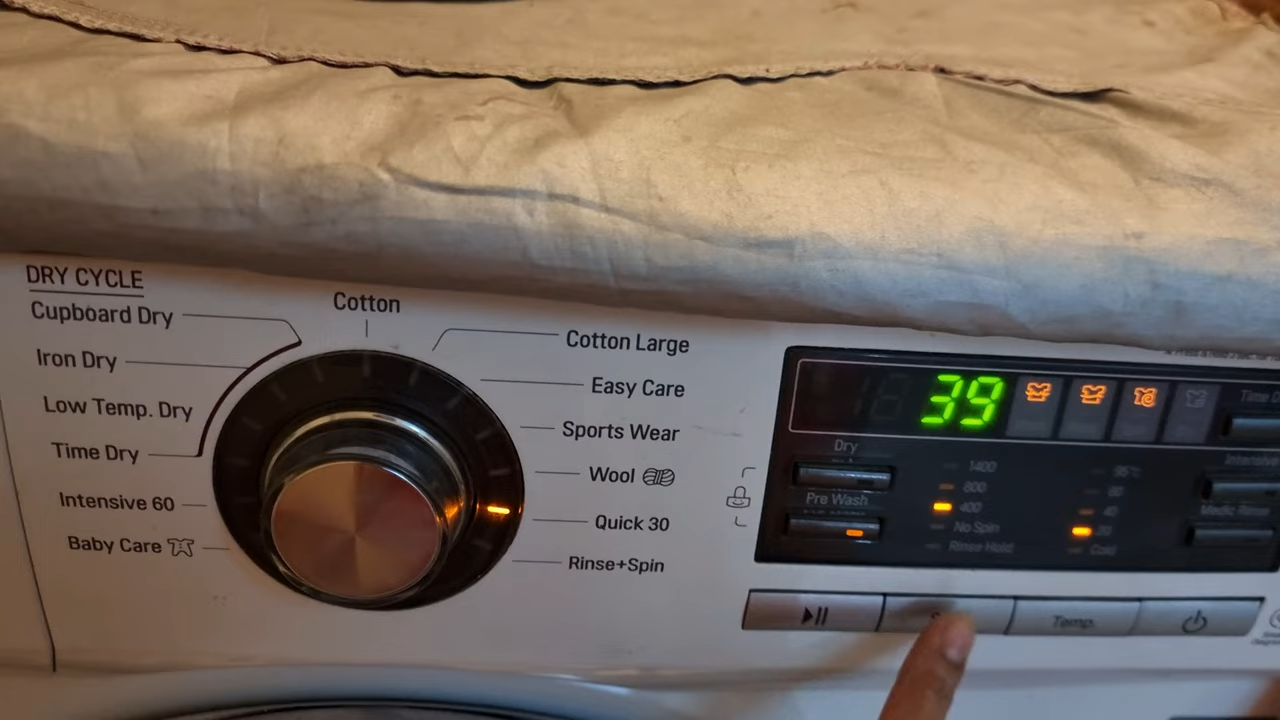 DRY CYCLE
Cupboard Dry
Iron Dry
Low Temp. Dry
Time Dry
Intensive 60
Baby Care
Cotton
Cotton Large
Easy Care
Sports Wear
Wool
Quick 30
Rinse+Spin
39
Dry
Pre Wash
1400
800
400
No Spin
Rinse Hold
95°C
60
40
Cold
Time D
Intensive
Medic Rinse
Temp.